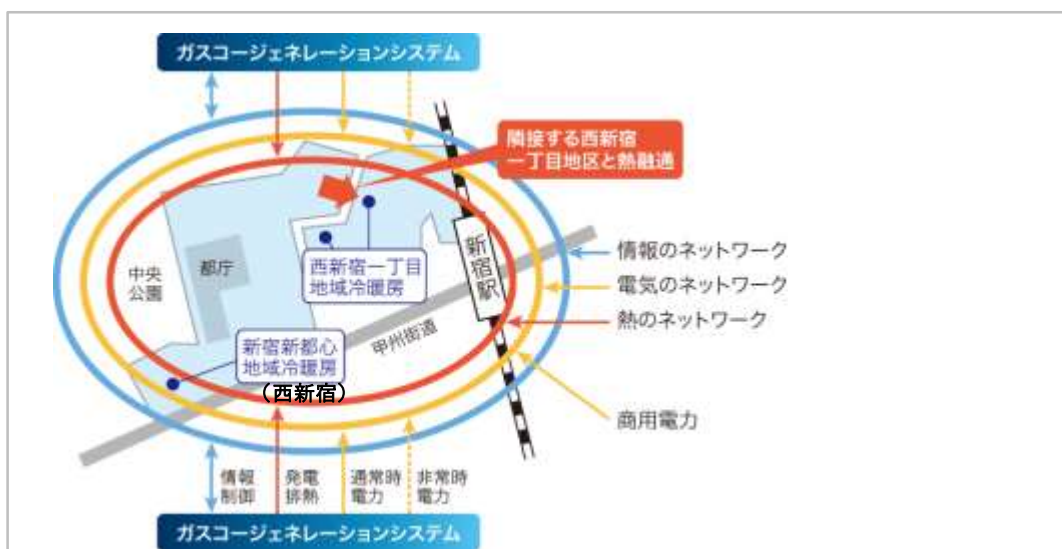 ガスコージェネレーションシステム
隣接する西新宿
一丁目地区と熱融通
中央
公園
都庁
西新宿一丁目
地域冷暖房
新宿駅
情報のネットワーク
電気のネットワーク
熱のネットワーク
甲州街道
新宿新都心
地域冷暖房
(西新宿)
商用電力
情報
制御
発電
排熱
通常時
電力
非常時
電力
ガスコージェネレーションシステム